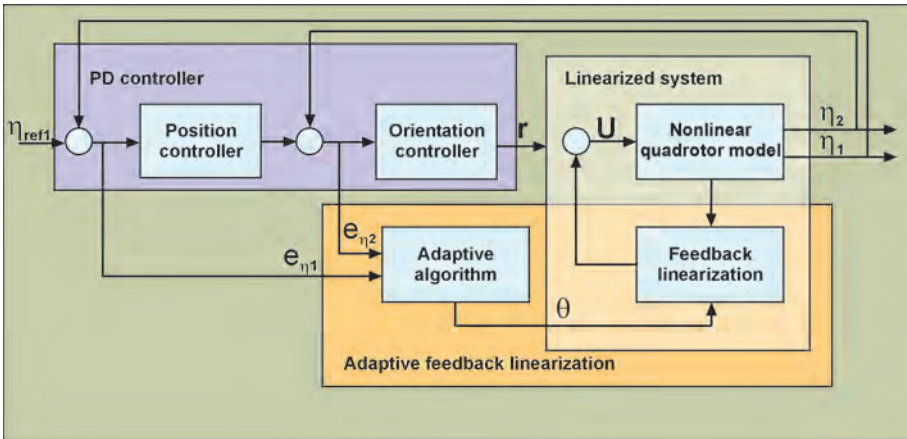 PD controller
Linearized system
η_ref1
Position
controller
Orientation
controller
r
U
Nonlinear
quadrotor model
η_2
η_1
e_η2
e_η1
Adaptive
algorithm
Feedback
linearization
θ
Adaptive feedback linearization